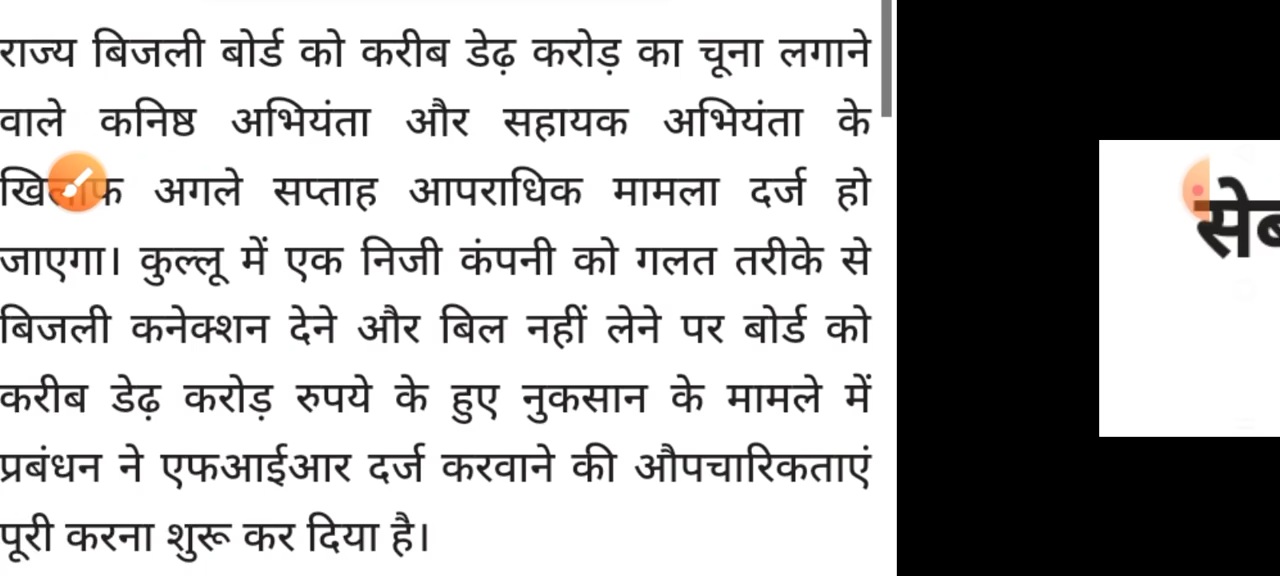 राज्य बिजली बोर्ड को करीब डेढ़ करोड़ का चूना लगाने
वाले कनिष्ठ अभियंता और सहायक अभियंता के
खिलाफ अगले सप्ताह आपराधिक मामला दर्ज हो
जाएगा। कुल्लू में एक निजी कंपनी को गलत तरीके से
बिजली कनेक्शन देने और बिल नहीं लेने पर बोर्ड को
करीब डेढ़ करोड़ रुपये के हुए नुकसान के मामले में
प्रबंधन ने एफआईआर दर्ज करवाने की औपचारिकताएं
पूरी करना शुरू कर दिया है।